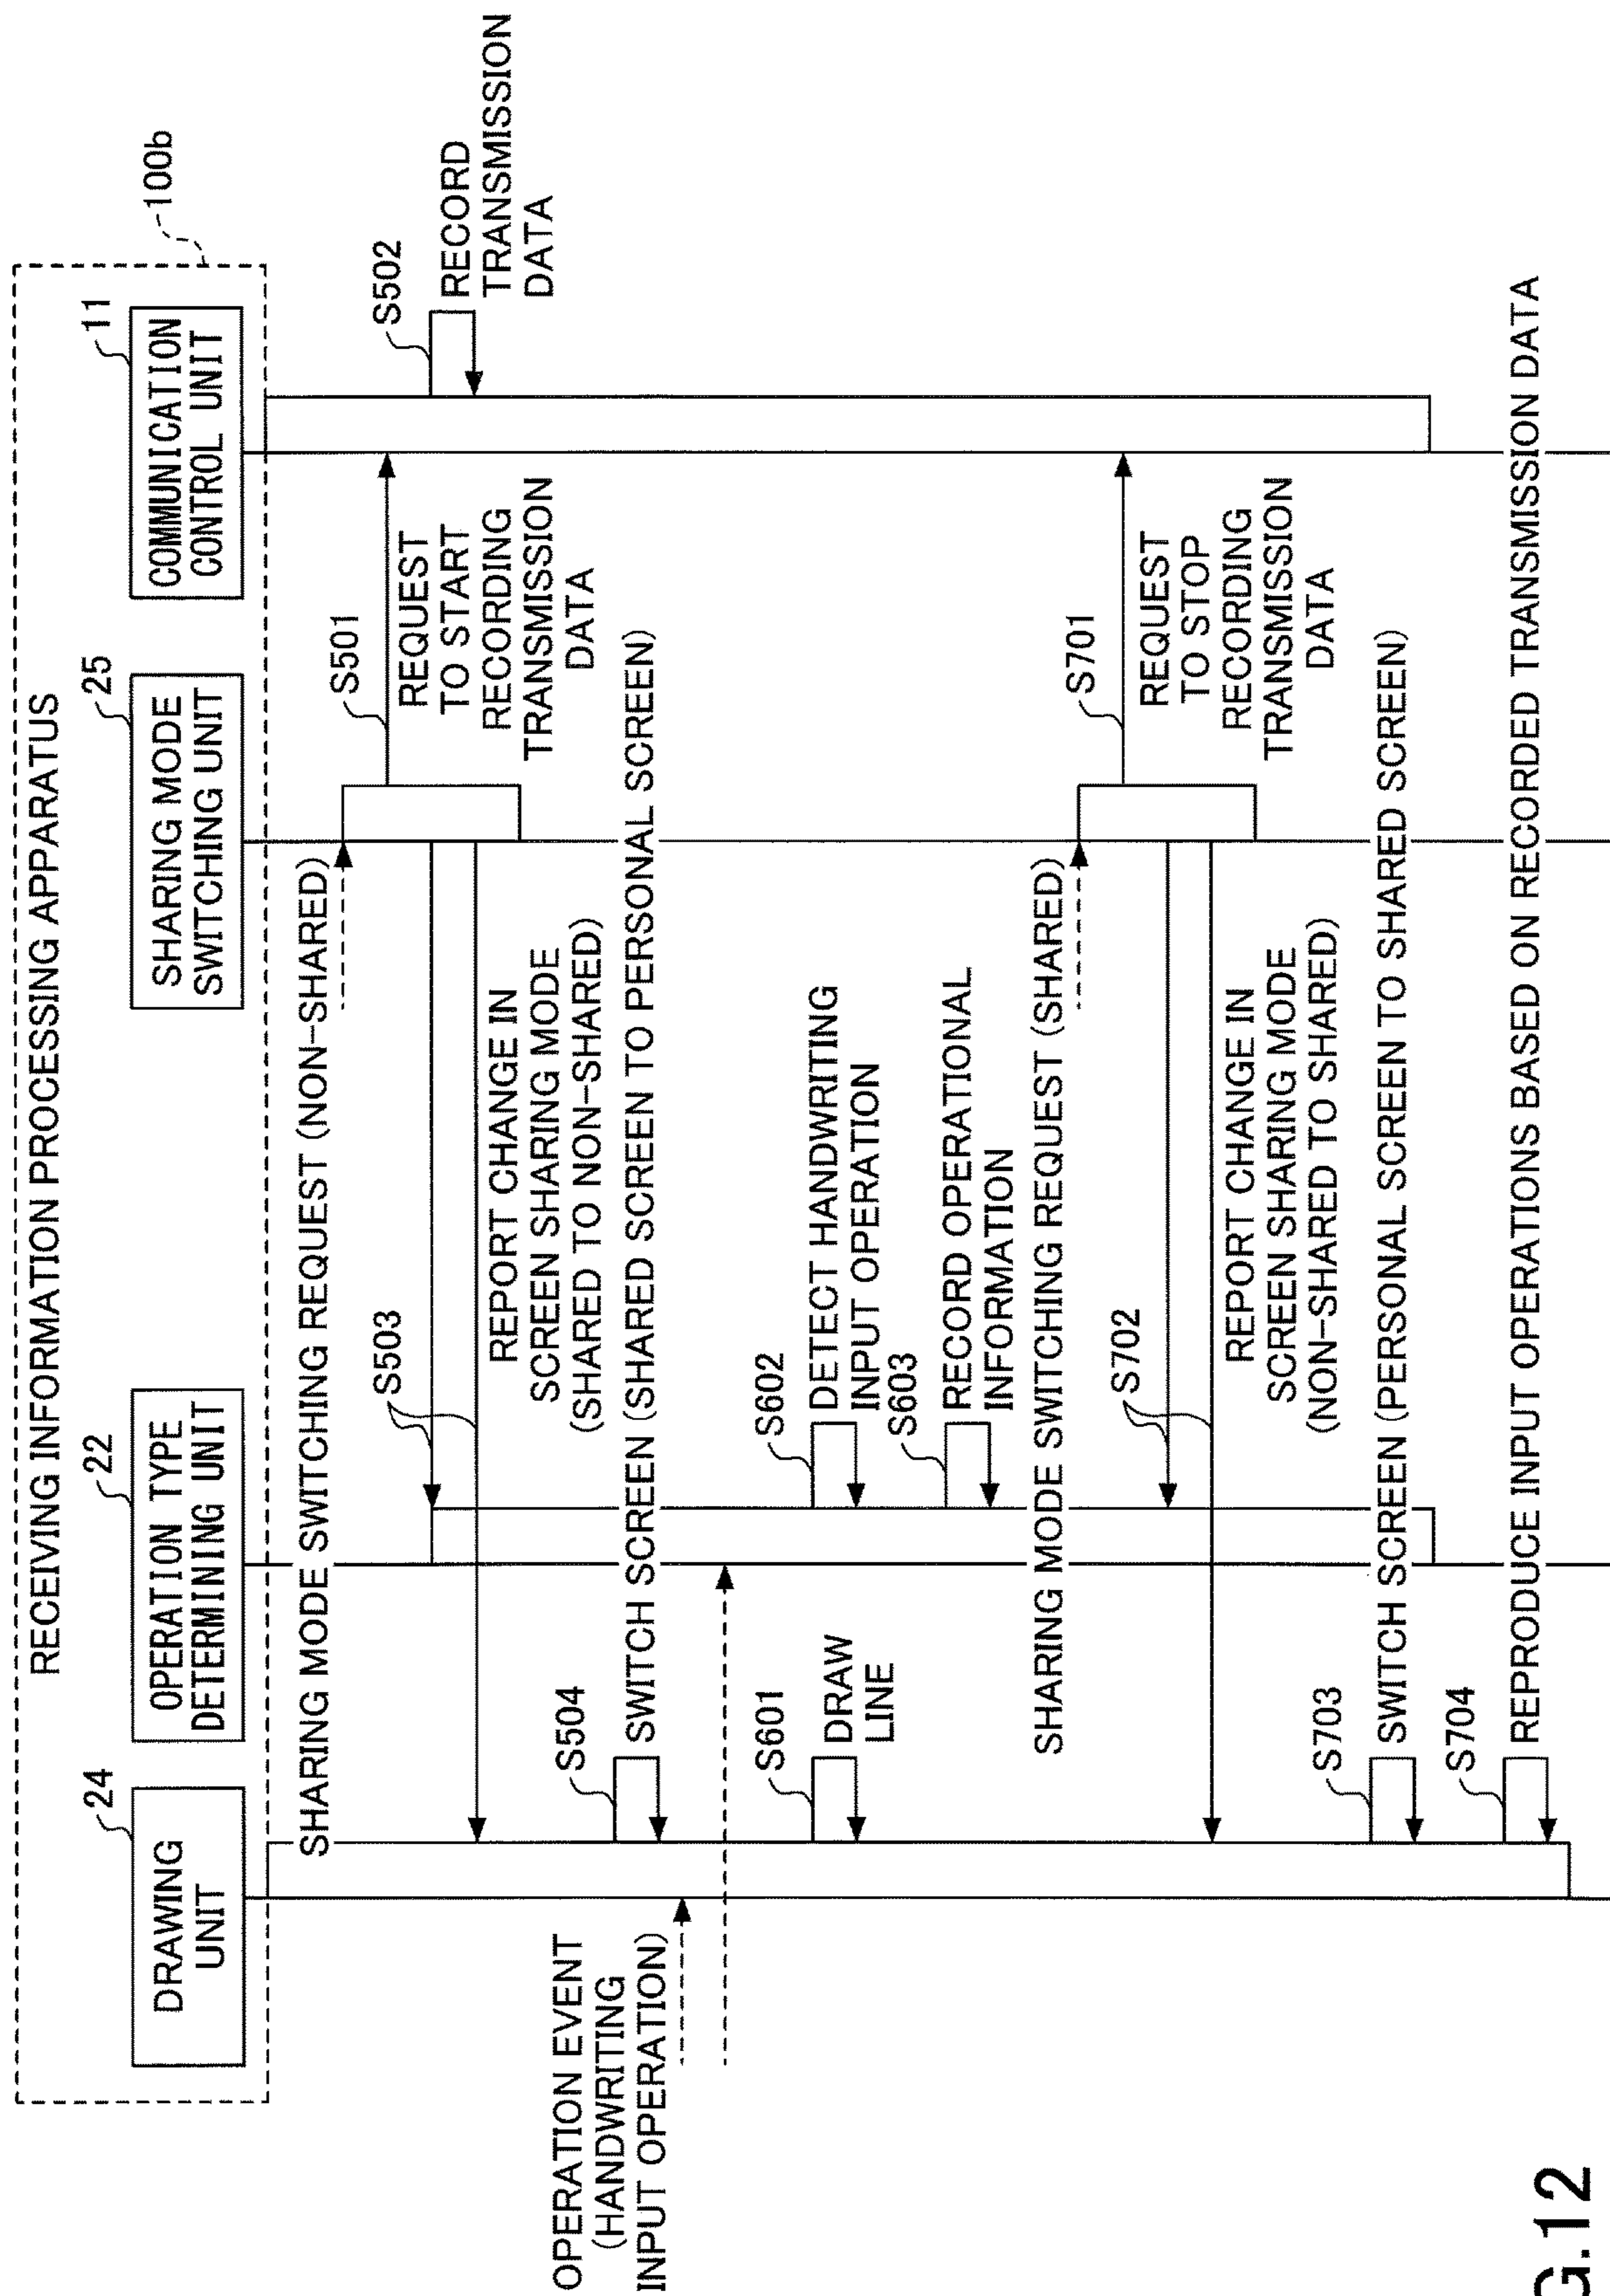 RECEIVING INFORMATION PROCESSING APPARATUS
100b
24
DRAWING
UNIT
22
OPERATION TYPE
DETERMINING UNIT
25
SHARING MODE
SWITCHING UNIT
11
COMMUNICATION
CONTROL UNIT
SHARING MODE SWITCHING REQUEST (NON-SHARED)
S501
REQUEST
TO START
RECORDING
TRANSMISSION
DATA
S502
RECORD
TRANSMISSION
DATA
S503
REPORT CHANGE IN
SCREEN SHARING MODE
(SHARED TO NON-SHARED)
S504
SWITCH SCREEN (SHARED SCREEN TO PERSONAL SCREEN)
OPERATION EVENT
(HANDWRITING
INPUT OPERATION)
S601
DRAW
LINE
S602
DETECT HANDWRITING
INPUT OPERATION
S603
RECORD OPERATIONAL
INFORMATION
SHARING MODE SWITCHING REQUEST (SHARED)
S701
REQUEST
TO STOP
RECORDING
TRANSMISSION
DATA
S702
REPORT CHANGE IN
SCREEN SHARING MODE
(NON-SHARED TO SHARED)
S703
SWITCH SCREEN (PERSONAL SCREEN TO SHARED SCREEN)
S704
REPRODUCE INPUT OPERATIONS BASED ON RECORDED TRANSMISSION DATA
G.12